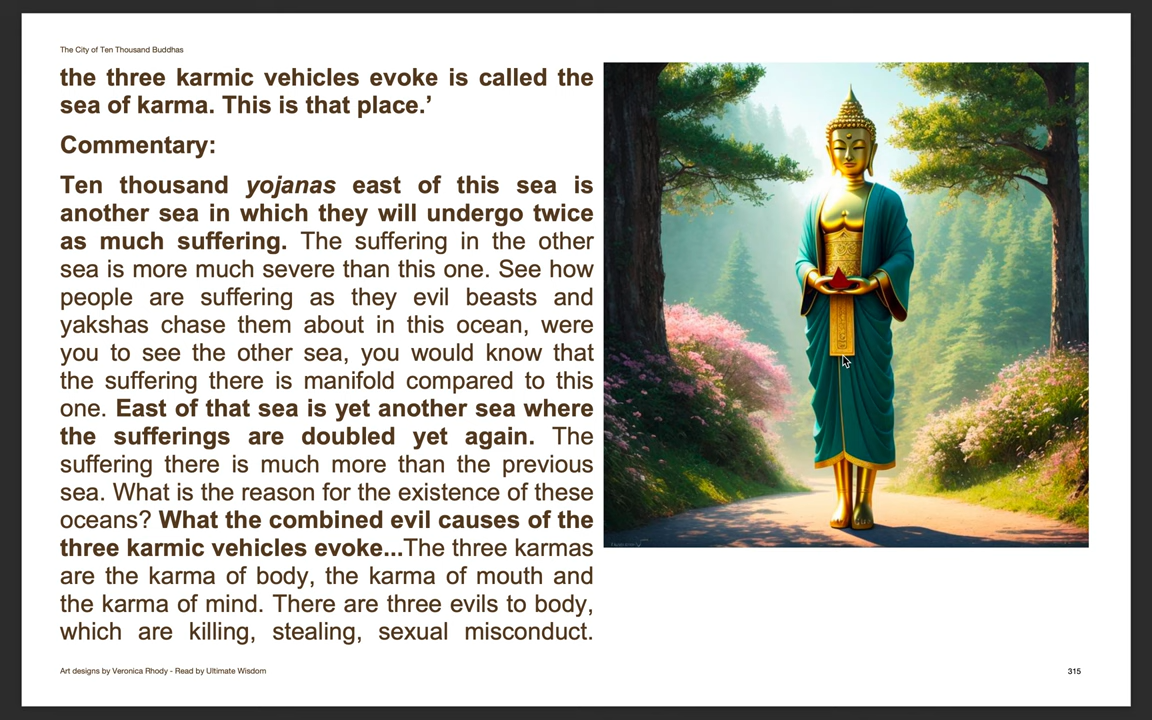 The City of Ten Thousand Buddhas
the three karmic vehicles evoke is called the
sea of karma. This is that place.’
Commentary:
Ten thousand yojanas east of this sea is
another sea in which they will undergo twice
as much suffering. The suffering in the other
sea is more much severe than this one. See how
people are suffering as they evil beasts and
yakshas chase them about in this ocean, were
you to see the other sea, you would know that
the suffering there is manifold compared to this
one. East of that sea is yet another sea where
the sufferings are doubled yet again. The
suffering there is much more than the previous
sea. What is the reason for the existence of these
oceans? What the combined evil causes of the
three karmic vehicles evoke...The three karmas
are the karma of body, the karma of mouth and
the karma of mind. There are three evils to body,
which are killing, stealing, sexual misconduct.
Art designs by Veronica Rhody - Read by Ultimate Wisdom
315